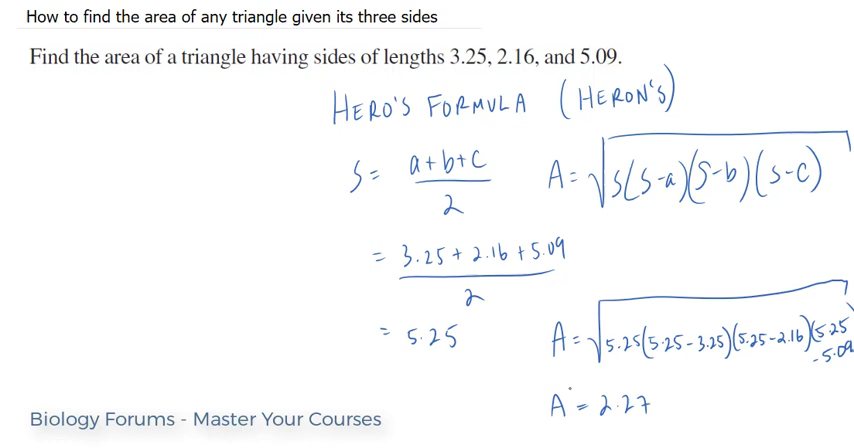 How to find the area of any triangle given its three sides
Find the area of a triangle having sides of lengths 3.25, 2.16, and 5.09.
HERO'S FORMULA (HERON'S)
S = a+b+c / 2
A = √S(S-a)(S-b)(S-c)
= 3.25 + 2.16 + 5.09 / 2
= 5.25
A = √5.25(5.25-3.25)(5.25-2.16)(5.25
-5.09
A = 2.27
Biology Forums - Master Your Courses